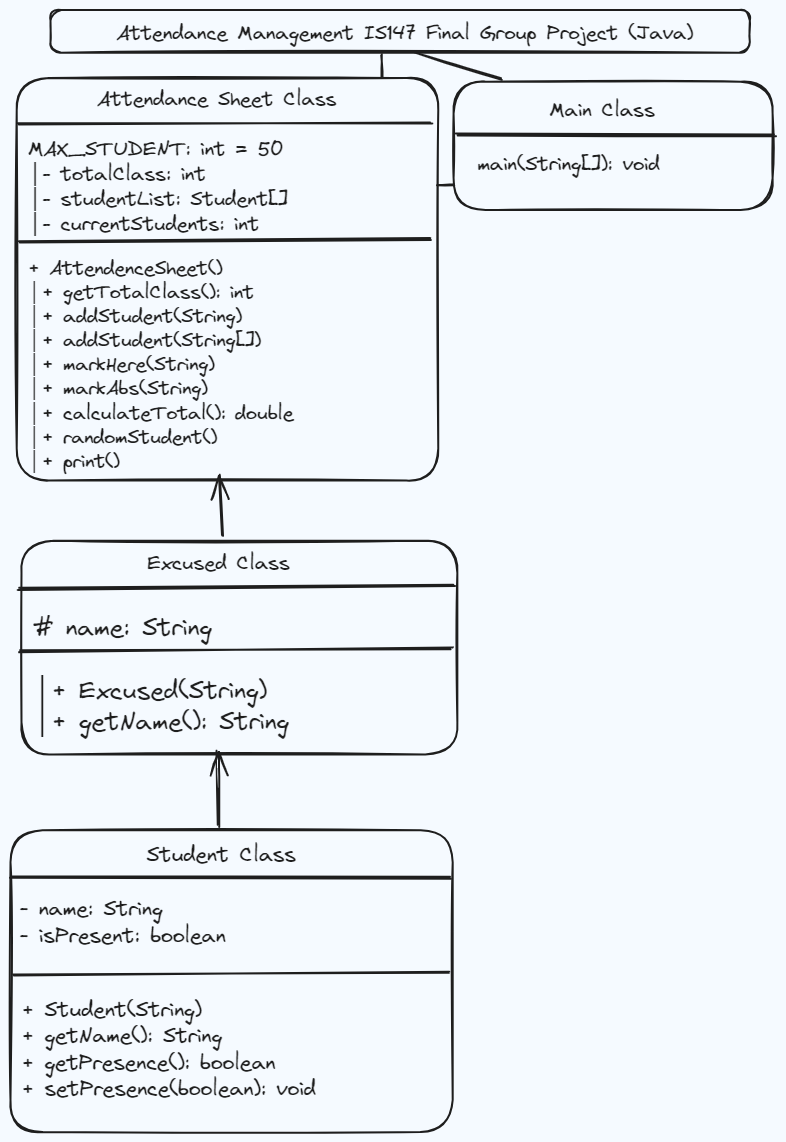 Attendance Management IS147 Final Group Project (Java)
Attendance Sheet Class
MAX_STUDENT: int = 50
- totalClass: int
- studentList: Student[]
- currentStudents: int
+ AttendenceSheet()
+ getTotalClass(): int
+ addStudent(String)
+ addStudent(String[])
+ markHere(String)
+ markAbs(String)
+ calculateTotal(): double
+ randomStudent()
+ print()
Main Class
main(String[]): void
Excused Class
# name: String
+ Excused(String)
+ getName(): String
Student Class
- name: String
- isPresent: boolean
+ Student(String)
+ getName(): String
+ getPresence(): boolean
+ setPresence(boolean): void